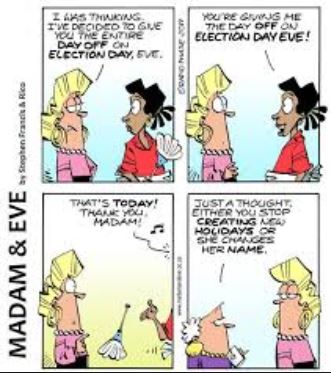 I WAS THINKING.
I'VE DECIDED TO GIVE
YOU THE ENTIRE
DAY OFF ON
ELECTION DAY, EVE.
YOU'RE GIVING ME
THE DAY OFF ON
ELECTION DAY EVE!
THAT'S TODAY!
THANK YOU,
MADAM!
JUST A THOUGHT.
EITHER YOU STOP
CREATING NEW
HOLIDAYS OR
SHE CHANGES
HER NAME.
MADAM & EVE
by Stephen Francis & Rico